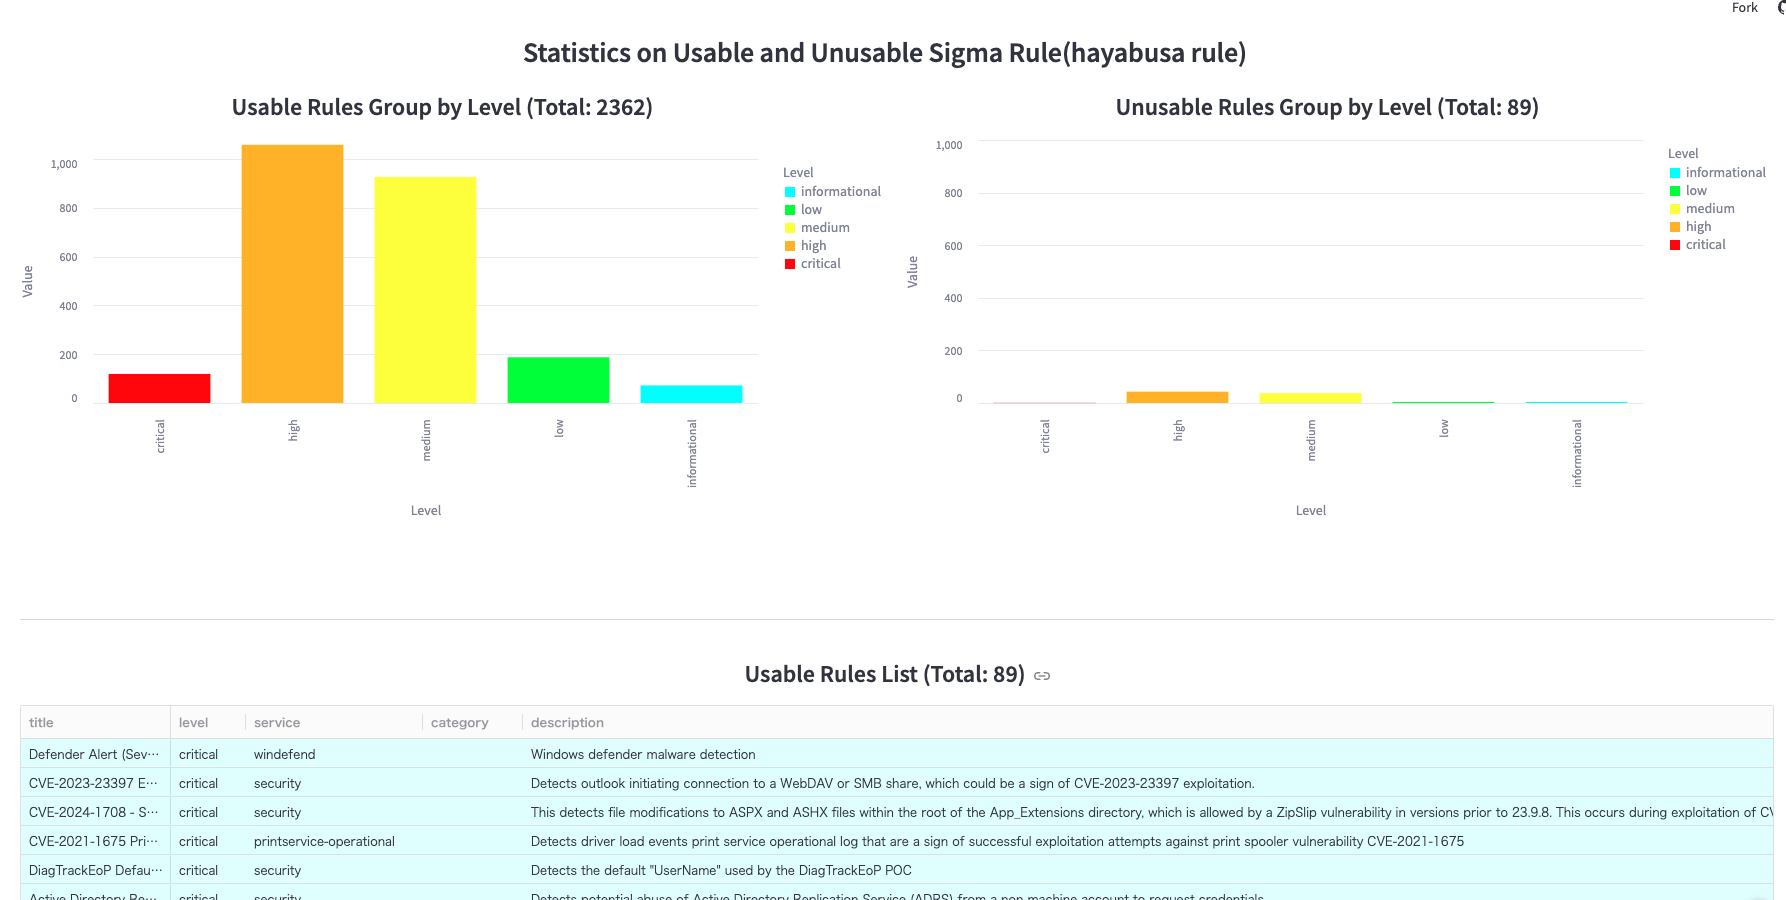 Fork
Statistics on Usable and Unusable Sigma Rule(hayabusa rule)
Usable Rules Group by Level (Total: 2362)
1,000
800
600
400
200
0
Value
critical
high
medium
low
informational
Level
Level
informational
low
medium
high
critical
Unusable Rules Group by Level (Total: 89)
1,000
800
600
400
200
0
Value
critical
high
medium
low
informational
Level
Level
informational
low
medium
high
critical
Usable Rules List (Total: 89)
title level service category description
Defender Alert (Sev··· critical windefend Windows defender malware detection
CVE-2023-23397 E··· critical security Detects outlook initiating connection to a WebDAV or SMB share, which could be a sign of CVE-2023-23397 exploitation.
CVE-2024-1708 - S··· critical security This detects file modifications to ASPX and ASHX files within the root of the App_Extensions directory, which is allowed by a ZipSlip vulnerability in versions prior to 23.9.8. This occurs during exploitation of CV
CVE-2021-1675 Pri··· critical printservice-operational Detects driver load events print service operational log that are a sign of successful exploitation attempts against print spooler vulnerability CVE-2021-1675
DiagTrackEoP Defau··· critical security Detects the default "UserName" used by the DiagTrackEoP POC
Active Directory Re··· critical security Detects potential abuse of Active Directory Replication Service (ADRS) from a non machine account to request credentials.